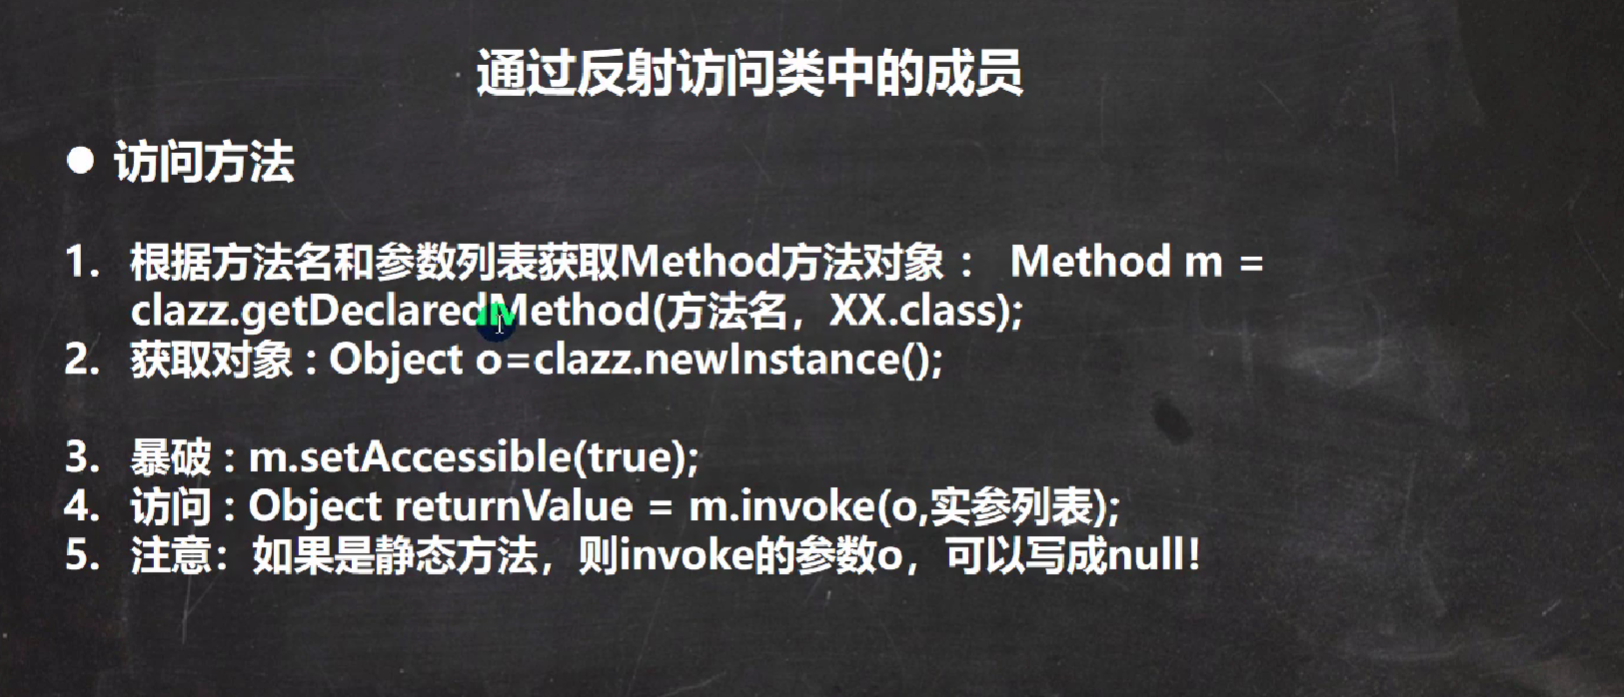 通过反射访问类中的成员
● 访问方法
1. 根据方法名和参数列表获取Method方法对象： Method m =
clazz.getDeclaredMethod(方法名，XX.class);
2. 获取对象 : Object o=clazz.newInstance();
3. 暴破 : m.setAccessible(true);
4. 访问 : Object returnValue = m.invoke(o,实参列表);
5. 注意：如果是静态方法，则invoke的参数o，可以写成null!